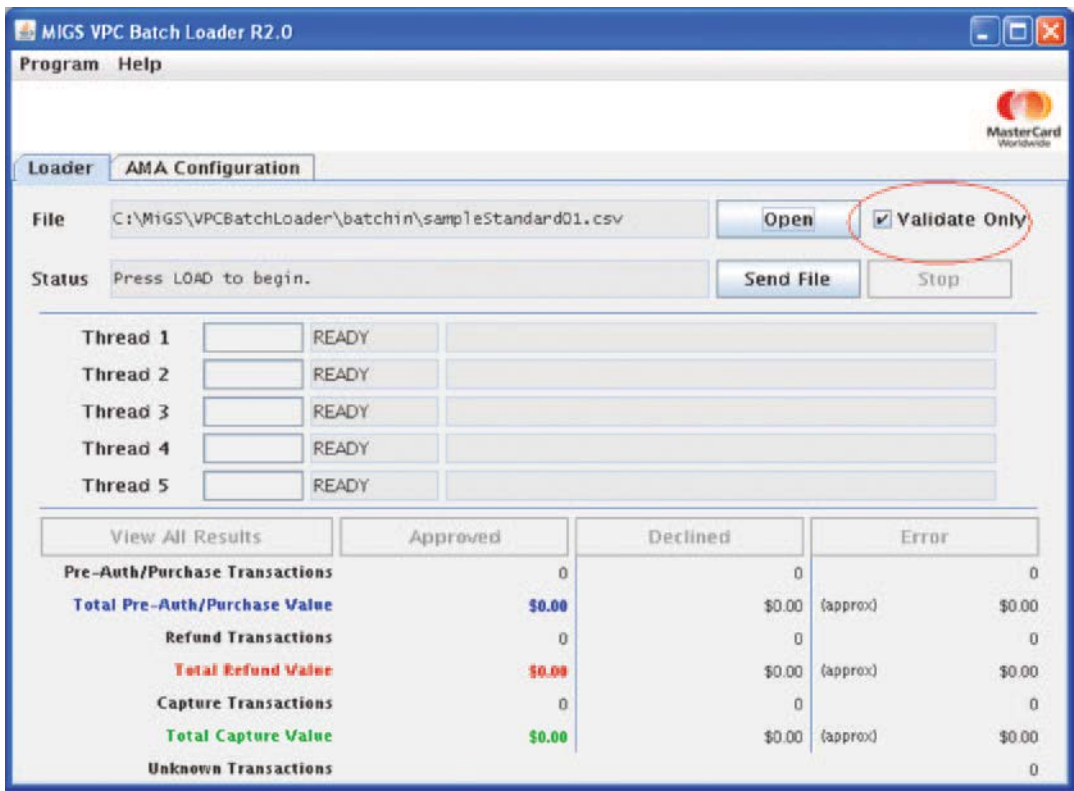 MIGS VPC Batch Loader R2.0
Program Help
MasterCard
Worldwide
Loader AMA Configuration
File C:\MiGS\VPCBatchLoader\batchin\sampleStandard01.csv Open Validate Only
Status Press LOAD to begin. Send File Stop
Thread 1 READY
Thread 2 READY
Thread 3 READY
Thread 4 READY
Thread 5 READY
View All Results Approved Declined Error
Pre-Auth/Purchase Transactions 0 0 0
Total Pre-Auth/Purchase Value $0.00 $0.00 (approx) $0.00
Refund Transactions 0 0 0
Total Refund Value $0.00 $0.00 (approx) $0.00
Capture Transactions 0 0 0
Total Capture Value $0.00 $0.00 (approx) $0.00
Unknown Transactions 0